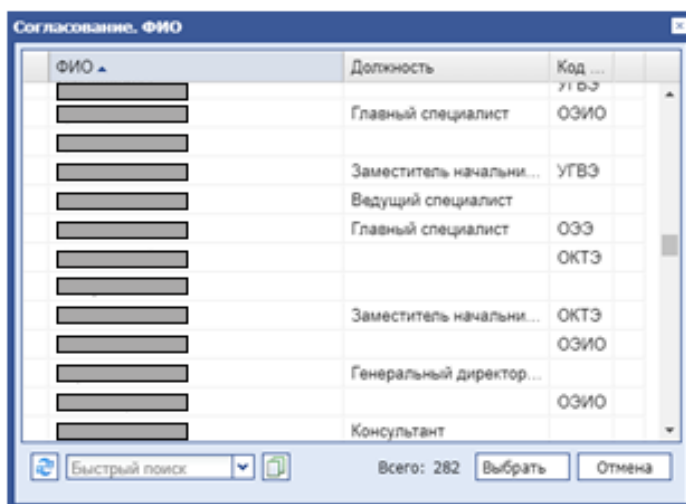 Согласование. ФИО
ФИО Должность Код ...
УГВЭ
Главный специалист ОЭИО
Заместитель начальни... УГВЭ
Ведущий специалист
Главный специалист ОЭЭ
ОКТЭ
Заместитель начальни... ОКТЭ
ОЭИО
Генеральный директор...
ОЭИО
Консультант
Быстрый поиск Всего: 282 Выбрать Отмена